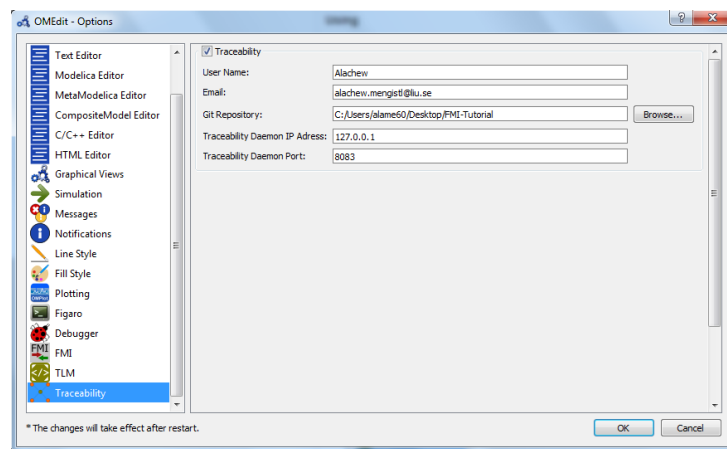 Using
OMEdit - Options
Text Editor
Modelica Editor
MetaModelica Editor
CompositeModel Editor
C/C++ Editor
HTML Editor
Graphical Views
Simulation
Messages
Notifications
Line Style
Fill Style
Plotting
Figaro
Debugger
FMI
FMI
TLM
Traceability
Traceability
User Name:
Alachew
Email:
alachew.mengistl@liu.se
Git Repository:
C:/Users/alame60/Desktop/FMI-Tutorial
Browse...
Traceability Daemon IP Adress:
127.0.0.1
Traceability Daemon Port:
8083
* The changes will take effect after restart.
OK
Cancel